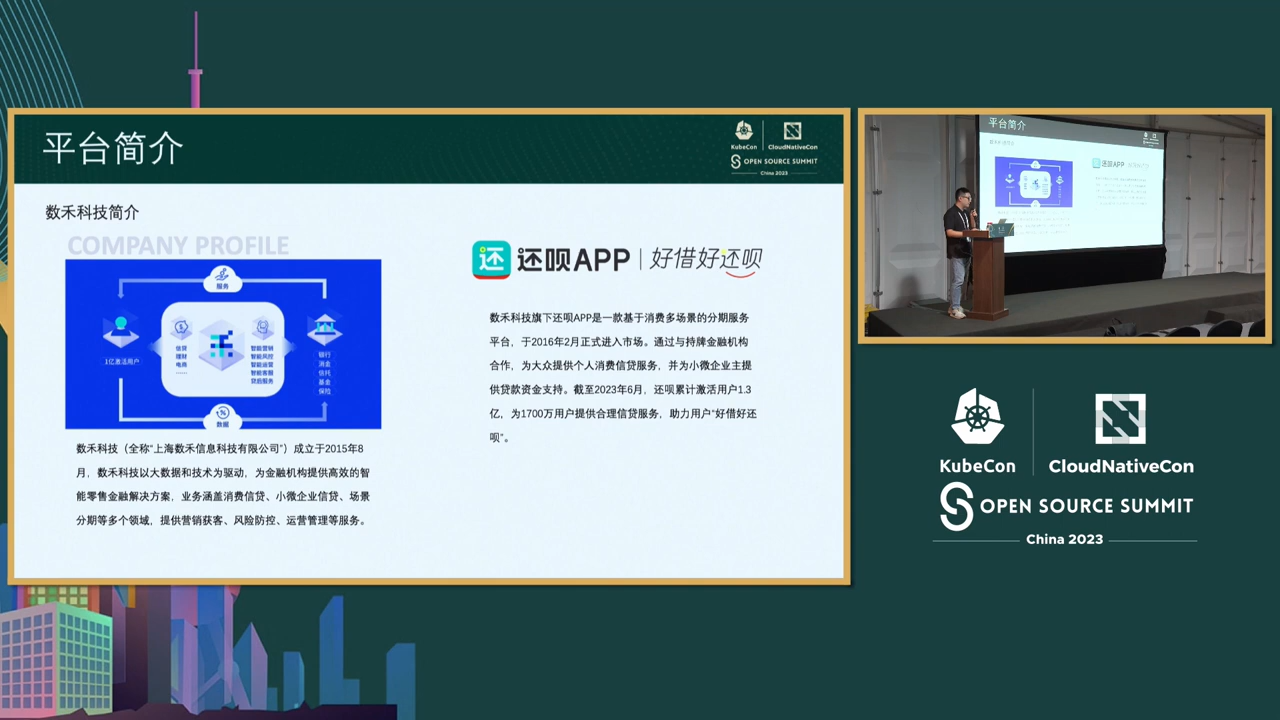 平台简介
KubeCon
CloudNativeCon
OPEN SOURCE SUMMIT
China 2023
数禾科技简介
COMPANY PROFILE
服务
1亿激活用户
信贷
理财
电商
......
智能营销
智能风控
智能运营
智能客服
贷后服务
银行
消金
信托
基金
保险
数据
数禾科技（全称“上海数禾信息科技有限公司”）成立于2015年8
月，数禾科技以大数据和技术为驱动，为金融机构提供高效的智
能零售金融解决方案，业务涵盖消费信贷、小微企业信贷、场景
分期等多个领域，提供营销获客、风险防控、运营管理等服务。
还 还呗APP 好借好还呗
数禾科技旗下还呗APP是一款基于消费多场景的分期服务
平台，于2016年2月正式进入市场。通过与持牌金融机构
合作，为大众提供个人消费信贷服务，并为小微企业主提
供贷款资金支持。截至2023年6月，还呗累计激活用户1.3
亿，为1700万用户提供合理信贷服务，助力用户“好借好还
呗”。
平台简介
还呗APP
KubeCon
CloudNativeCon
OPEN SOURCE SUMMIT
China 2023